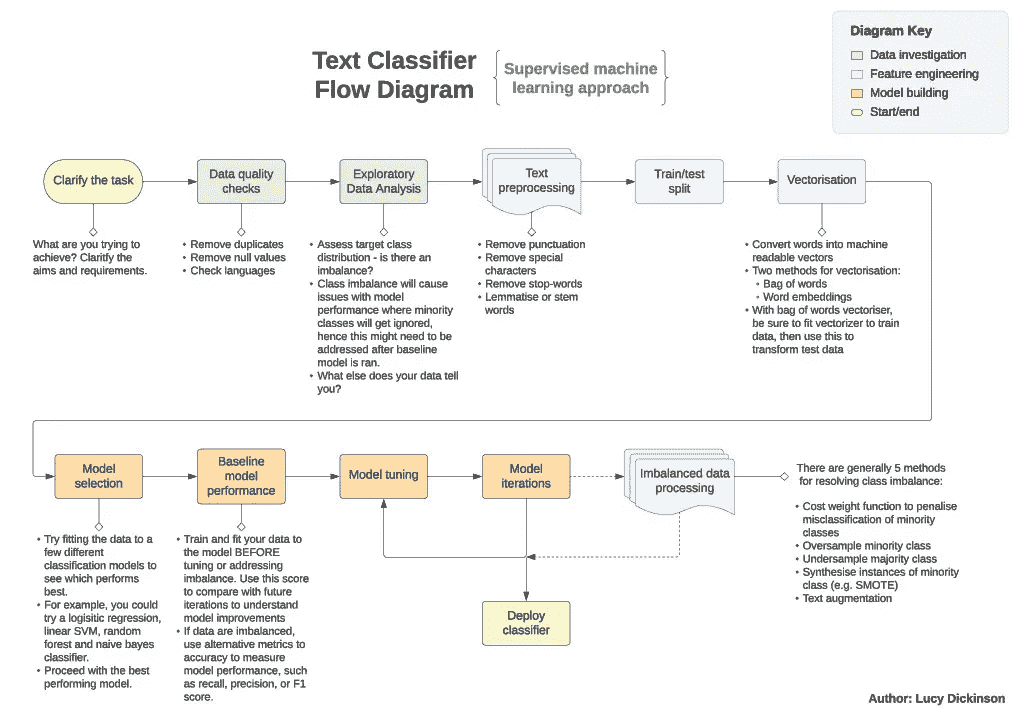 Text Classifier
Flow Diagram
Supervised machine
learning approach
Diagram Key
Data investigation
Feature engineering
Model building
Start/end
Clarify the task
Data quality
checks
Exploratory
Data Analysis
Text
preprocessing
Train/test
split
Vectorisation
What are you trying to
achieve? Clarify the
aims and requirements.
• Remove duplicates
• Remove null values
• Check languages
• Assess target class
distribution - is there an
imbalance?
• Class imbalance will cause
issues with model
performance where minority
classes will get ignored,
hence this might need to be
addressed after baseline
model is ran.
• What else does your data tell
you?
• Remove punctuation
• Remove special
characters
• Remove stop-words
• Lemmatise or stem
words
• Convert words into machine
readable vectors
• Two methods for vectorisation:
• Bag of words
• Word embeddings
• With bag of words vectoriser,
be sure to fit vectorizer to train
data, then use this to
transform test data
Model
selection
Baseline
model
performance
Model tuning
Model
iterations
Imbalanced data
processing
• Try fitting the data to a
few different
classification models to
see which performs
best.
• For example, you could
try a logisitic regression,
linear SVM, random
forest and naive bayes
classifier.
• Proceed with the best
performing model.
• Train and fit your data to
the model BEFORE
tuning or addressing
imbalance. Use this score
to compare with future
iterations to understand
model improvements
• If data are imbalanced,
use alternative metrics to
accuracy to measure
model performance, such
as recall, precision, or F1
score.
Deploy
classifier
There are generally 5 methods
for resolving class imbalance:
• Cost weight function to penalise
misclassification of minority
classes
• Oversample minority class
• Undersample majority class
• Synthesise instances of minority
class (e.g. SMOTE)
• Text augmentation
Author: Lucy Dickinson